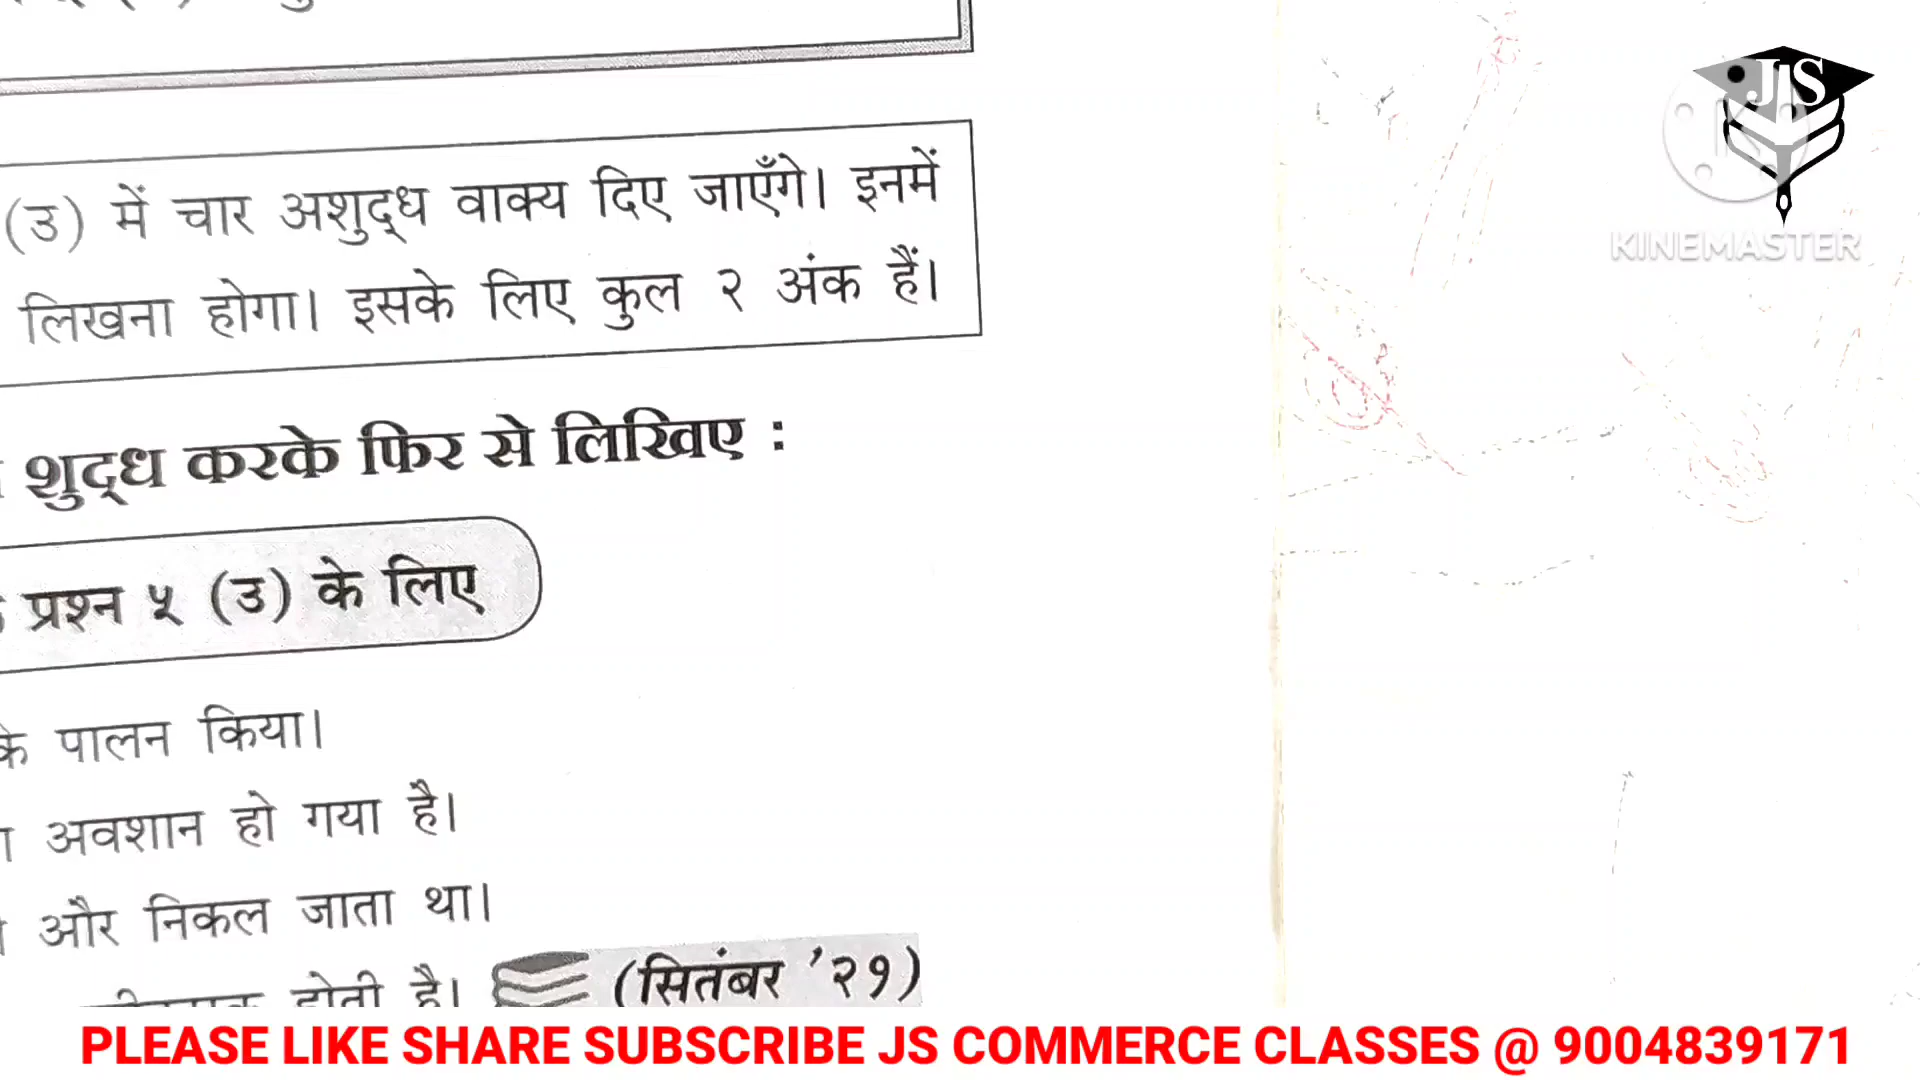 (उ) में चार अशुद्ध वाक्य दिए जाएँगे। इनमें
लिखना होगा। इसके लिए कुल २ अंक हैं।
शुद्ध करके फिर से लिखिए :
प्रश्न ५ (उ) के लिए
के पालन किया।
अवशान हो गया है।
और निकल जाता था।
होती है। (सितंबर '२१)
JS
KINEMASTER
PLEASE LIKE SHARE SUBSCRIBE JS COMMERCE CLASSES @ 9004839171